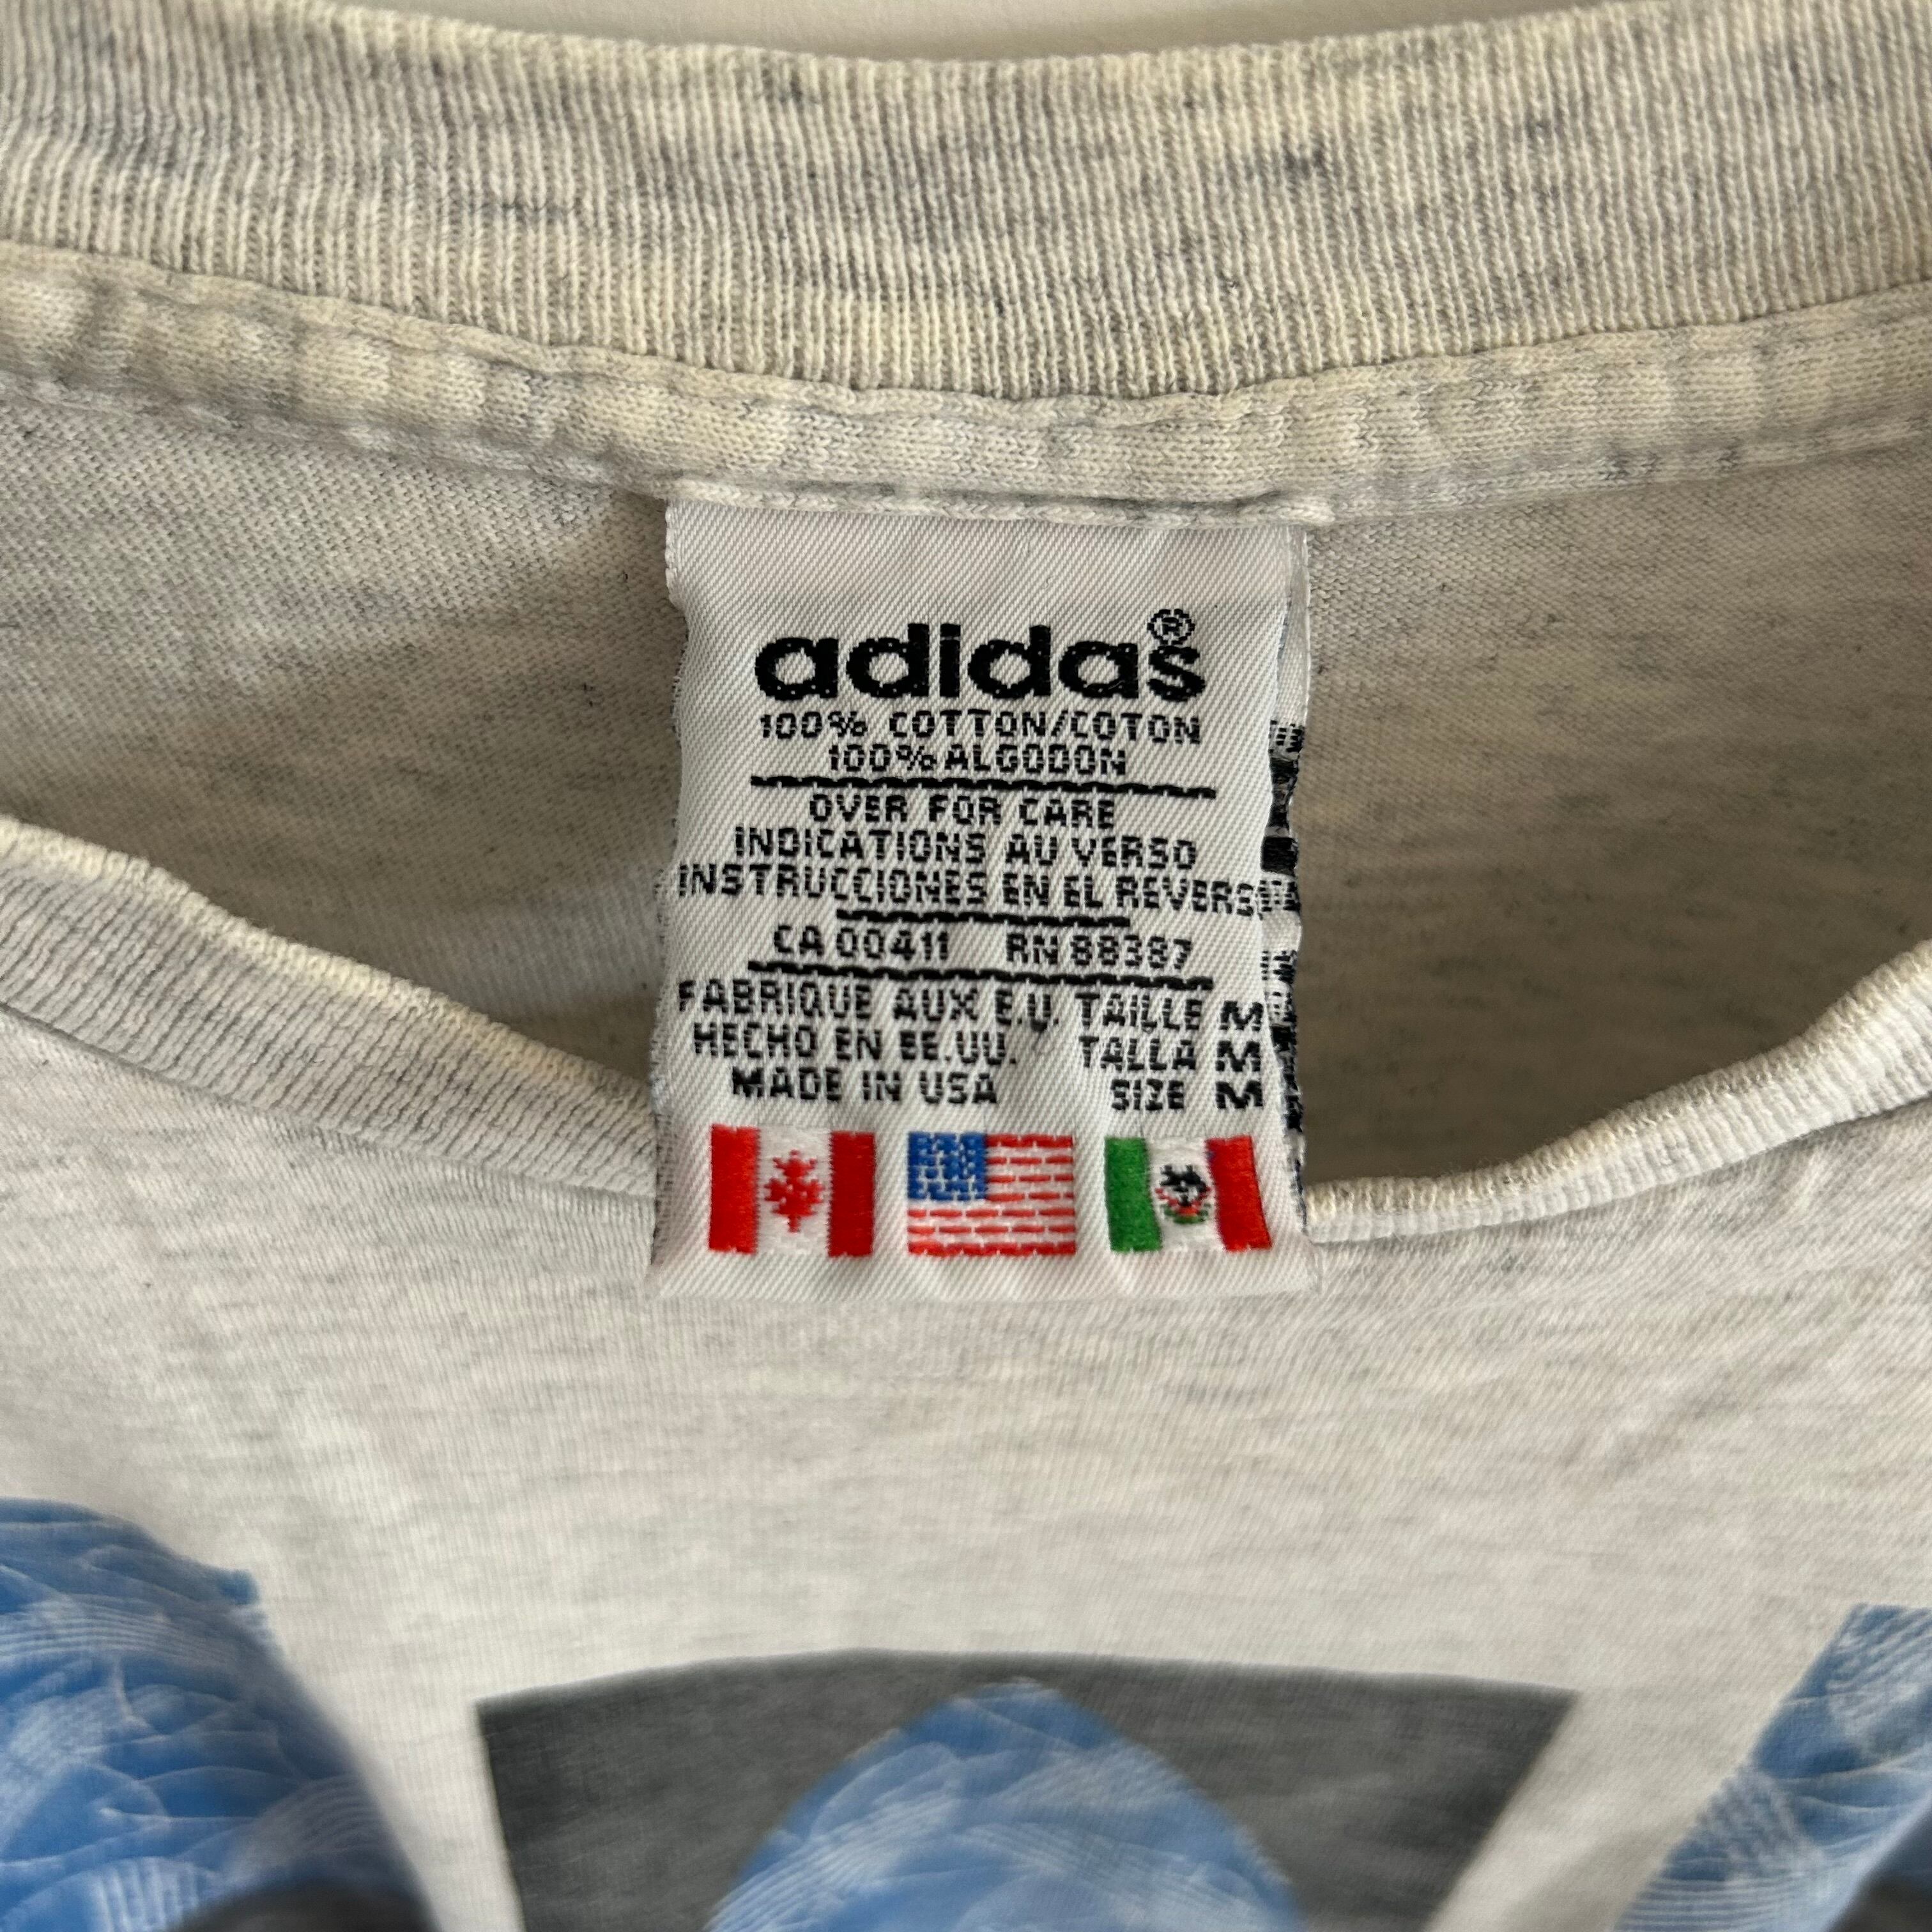 adidas®
100% COTTON/COTON
100% ALGODON
OVER FOR CARE
INDICATIONS AU VERSO
INSTRUCCIONES EN EL REVERS
CA 00411 RN 88387
FABRIQUE AUX E.U. TAILLE M
HECHO EN EE.UU. TALLA M
MADE IN USA SIZE M